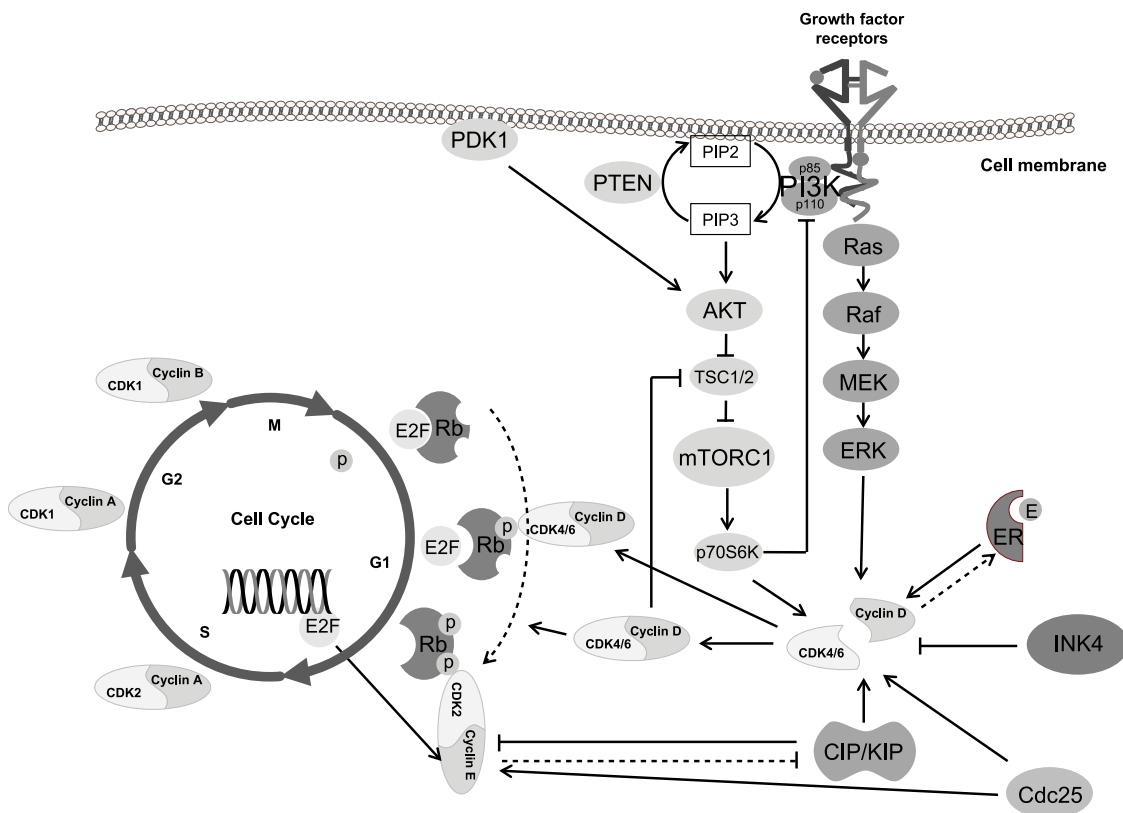 Growth factor
receptors
PDK1
PIP2
Cell membrane
PTEN
p85
PI3K
p110
PIP3
Ras
AKT
Raf
TSC1/2
MEK
CDK1
Cyclin B
M
E2F
Rb
mTORC1
ERK
p
G2
CDK1
Cyclin A
Cell Cycle
G1
E2F
Rb
p
CDK4/6
Cyclin D
p70S6K
E
ER
S
E2F
Rb
p
p
CDK4/6
Cyclin D
CDK4/6
Cyclin D
INK4
CDK2
Cyclin A
CDK2
Cyclin E
CIP/KIP
Cdc25